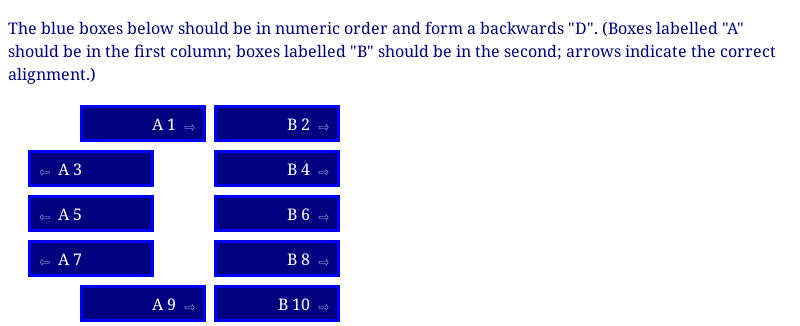 The blue boxes below should be in numeric order and form a backwards "D". (Boxes labelled "A"
should be in the first column; boxes labelled "B" should be in the second; arrows indicate the correct
alignment.)
A 1 ⇨ B 2 ⇨
⇦ A 3 B 4 ⇨
⇦ A 5 B 6 ⇨
⇦ A 7 B 8 ⇨
A 9 ⇨ B 10 ⇨